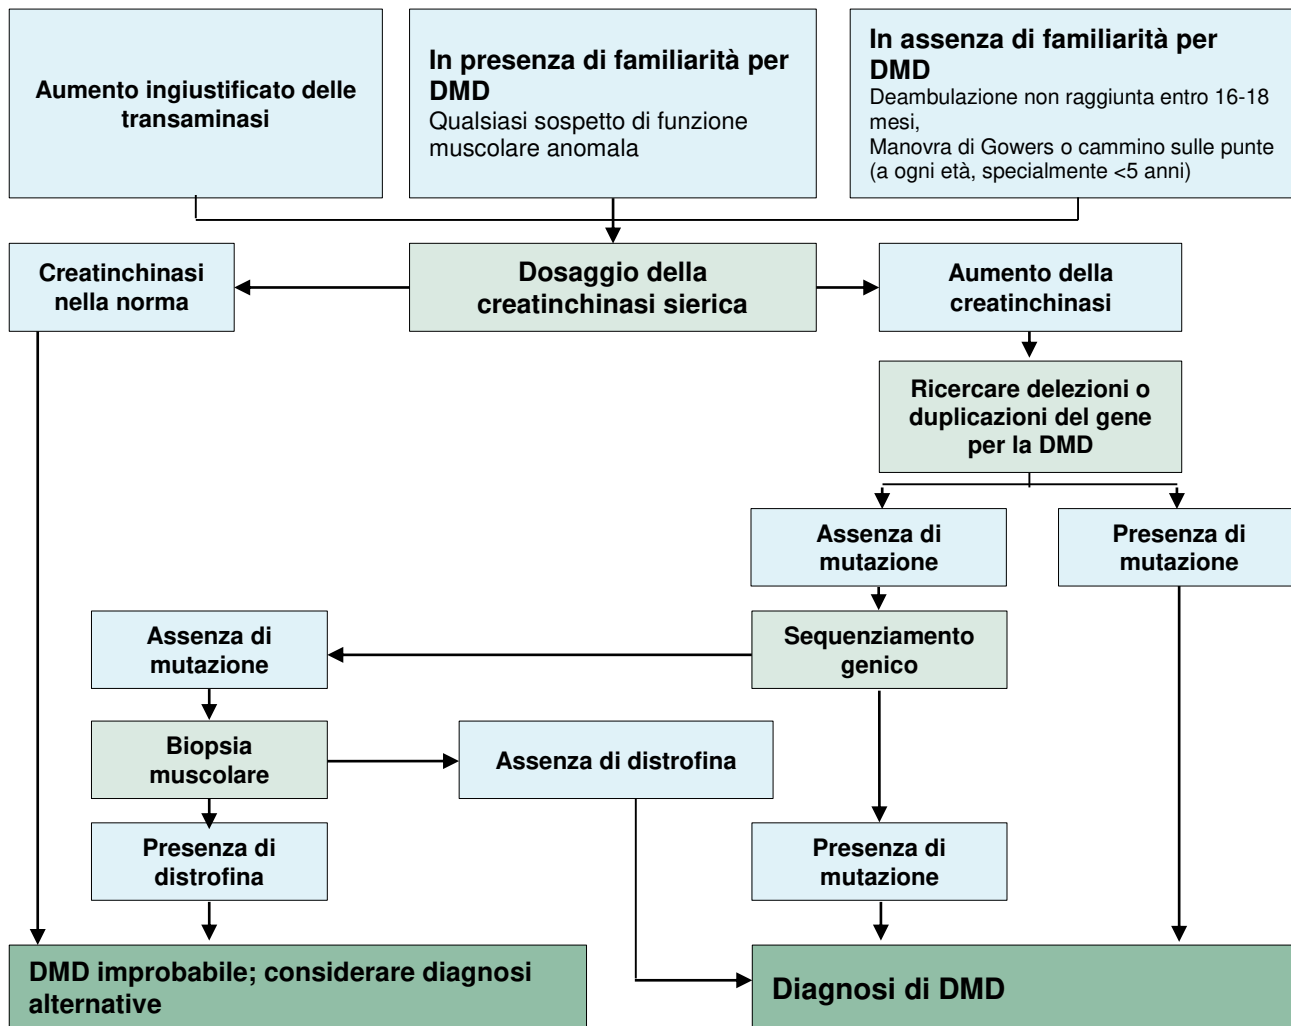 Aumento ingiustificato delle
transaminasi
In presenza di familiarità per
DMD
Qualsiasi sospetto di funzione
muscolare anomala
In assenza di familiarità per
DMD
Deambulazione non raggiunta entro 16-18
mesi,
Manovra di Gowers o cammino sulle punte
(a ogni età, specialmente <5 anni)
Creatinchinasi
nella norma
Dosaggio della
creatinchinasi sierica
Aumento della
creatinchinasi
Ricercare delezioni o
duplicazioni del gene
per la DMD
Assenza di
mutazione
Presenza di
mutazione
Assenza di
mutazione
Sequenziamento
genico
Biopsia
muscolare
Assenza di distrofina
Presenza di
distrofina
Presenza di
mutazione
DMD improbabile; considerare diagnosi
alternative
Diagnosi di DMD